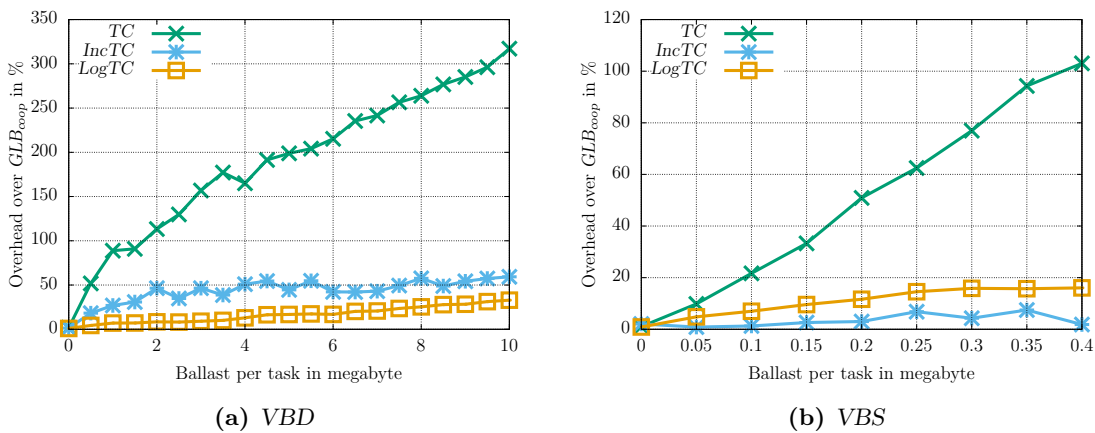 TC
IncTC
LogTC
Overhead over GLB_coop in %
350
300
250
200
150
100
50
0
0 2 4 6 8 10
Ballast per task in megabyte
(a) VBD
TC
IncTC
LogTC
Overhead over GLB_coop in %
120
100
80
60
40
20
0
0 0.05 0.1 0.15 0.2 0.25 0.3 0.35 0.4
Ballast per task in megabyte
(b) VBS